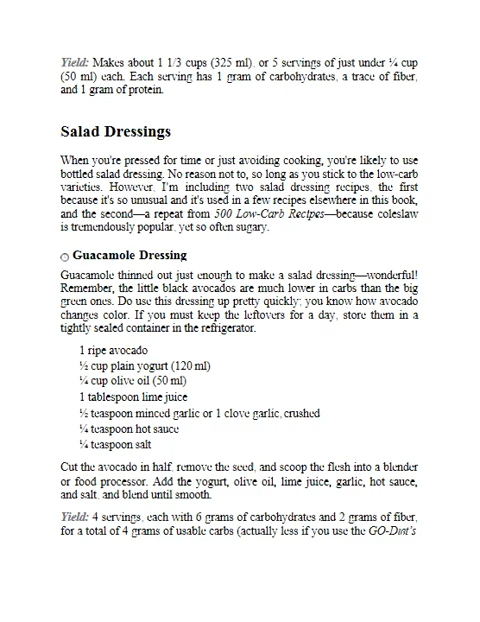 Yield: Makes about 1 1/3 cups (325 ml), or 5 servings of just under ¼ cup
(50 ml) each. Each serving has 1 gram of carbohydrates, a trace of fiber,
and 1 gram of protein.
Salad Dressings
When you're pressed for time or just avoiding cooking, you're likely to use
bottled salad dressing. No reason not to, so long as you stick to the low-carb
varieties. However, I'm including two salad dressing recipes, the first
because it's so unusual and it's used in a few recipes elsewhere in this book,
and the second—a repeat from 500 Low-Carb Recipes—because coleslaw
is tremendously popular, yet so often sugary.
Guacamole Dressing
Guacamole thinned out just enough to make a salad dressing—wonderful!
Remember, the little black avocados are much lower in carbs than the big
green ones. Do use this dressing up pretty quickly; you know how avocado
changes color. If you must keep the leftovers for a day, store them in a
tightly sealed container in the refrigerator.
1 ripe avocado
½ cup plain yogurt (120 ml)
¼ cup olive oil (50 ml)
1 tablespoon lime juice
½ teaspoon minced garlic or 1 clove garlic, crushed
¼ teaspoon hot sauce
¼ teaspoon salt
Cut the avocado in half, remove the seed, and scoop the flesh into a blender
or food processor. Add the yogurt, olive oil, lime juice, garlic, hot sauce,
and salt, and blend until smooth.
Yield: 4 servings, each with 6 grams of carbohydrates and 2 grams of fiber,
for a total of 4 grams of usable carbs (actually less if you use the GO-Diet's